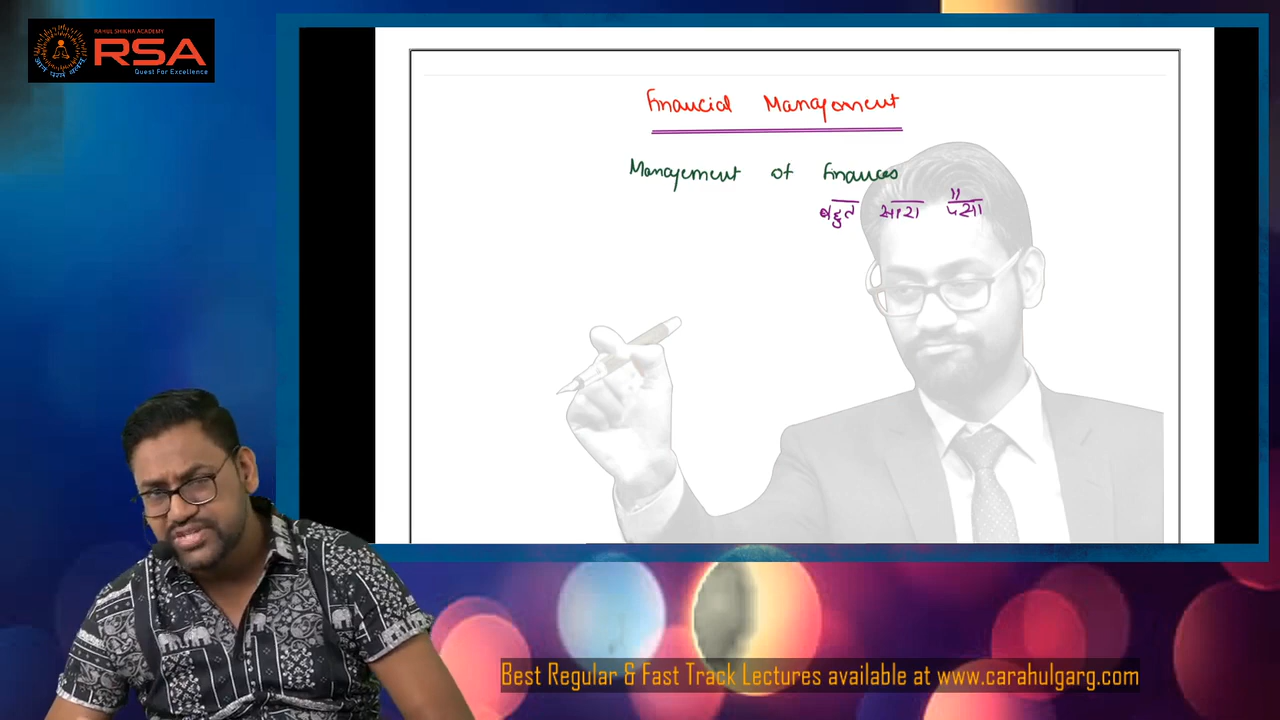 RAHUL SHIKHA ACADEMY
RSA
Quest For Excellence
Financial Management
Management of Finances
बहुत सारा पैसा
Best Regular & Fast Track Lectures available at www.carahulgarg.com